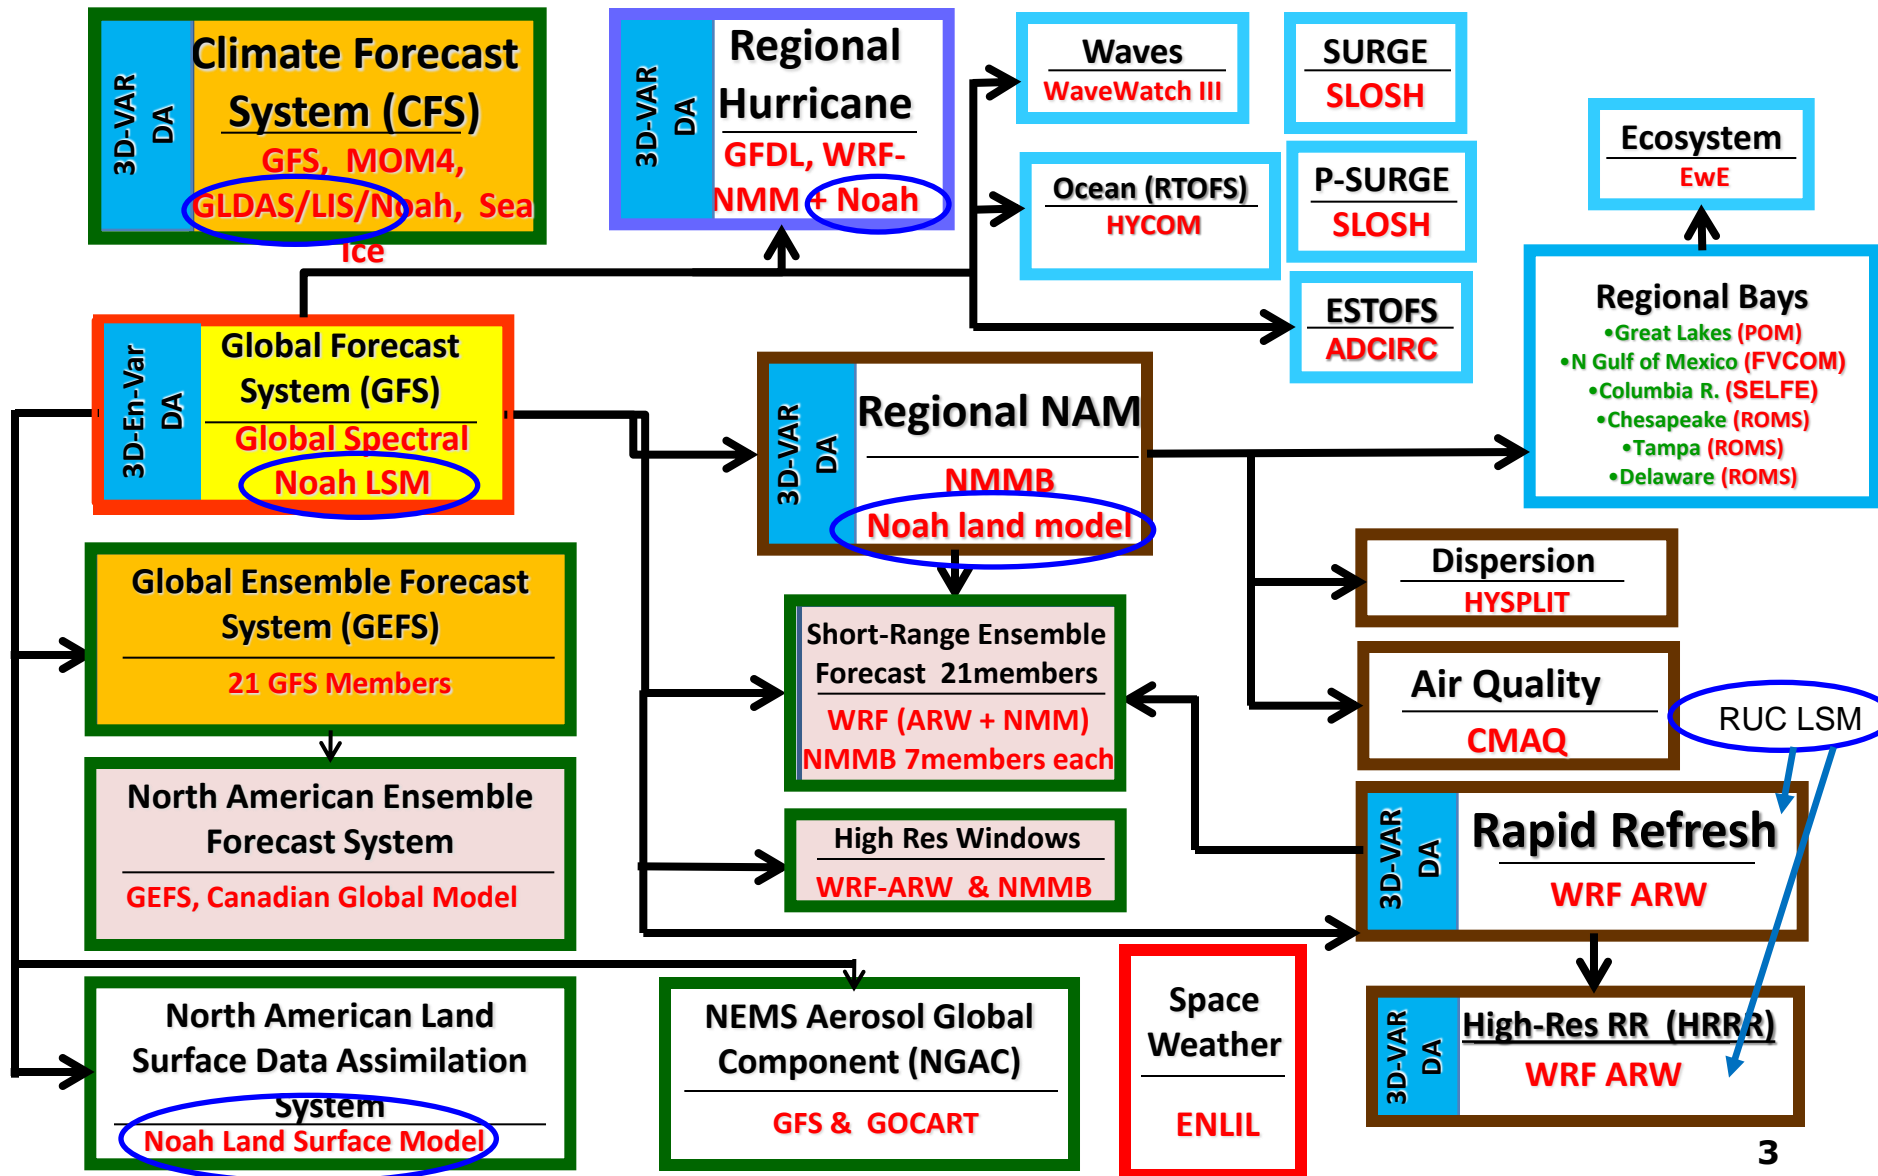 3D-VAR
DA
Climate Forecast
System (CFS)
GFS, MOM4,
GLDAS/LIS/Noah, Sea
Ice
3D-VAR
DA
Regional
Hurricane
GFDL, WRF-
NMM + Noah
Waves
WaveWatch III
SURGE
SLOSH
Ocean (RTOFS)
HYCOM
P-SURGE
SLOSH
Ecosystem
EwE
ESTOFS
ADCIRC
Regional Bays
•Great Lakes (POM)
•N Gulf of Mexico (FVCOM)
•Columbia R. (SELFE)
•Chesapeake (ROMS)
•Tampa (ROMS)
•Delaware (ROMS)
3D-En-Var
DA
Global Forecast
System (GFS)
Global Spectral
Noah LSM
3D-VAR
DA
Regional NAM
NMMB
Noah land model
Global Ensemble Forecast
System (GEFS)
21 GFS Members
Short-Range Ensemble
Forecast 21members
WRF (ARW + NMM)
NMMB 7members each
Dispersion
HYSPLIT
Air Quality
CMAQ
RUC LSM
North American Ensemble
Forecast System
GEFS, Canadian Global Model
High Res Windows
WRF-ARW & NMMB
3D-VAR
DA
Rapid Refresh
WRF ARW
North American Land
Surface Data Assimilation
System
Noah Land Surface Model
NEMS Aerosol Global
Component (NGAC)
GFS & GOCART
Space
Weather
ENLIL
3D-VAR
DA
High-Res RR (HRRR)
WRF ARW
3